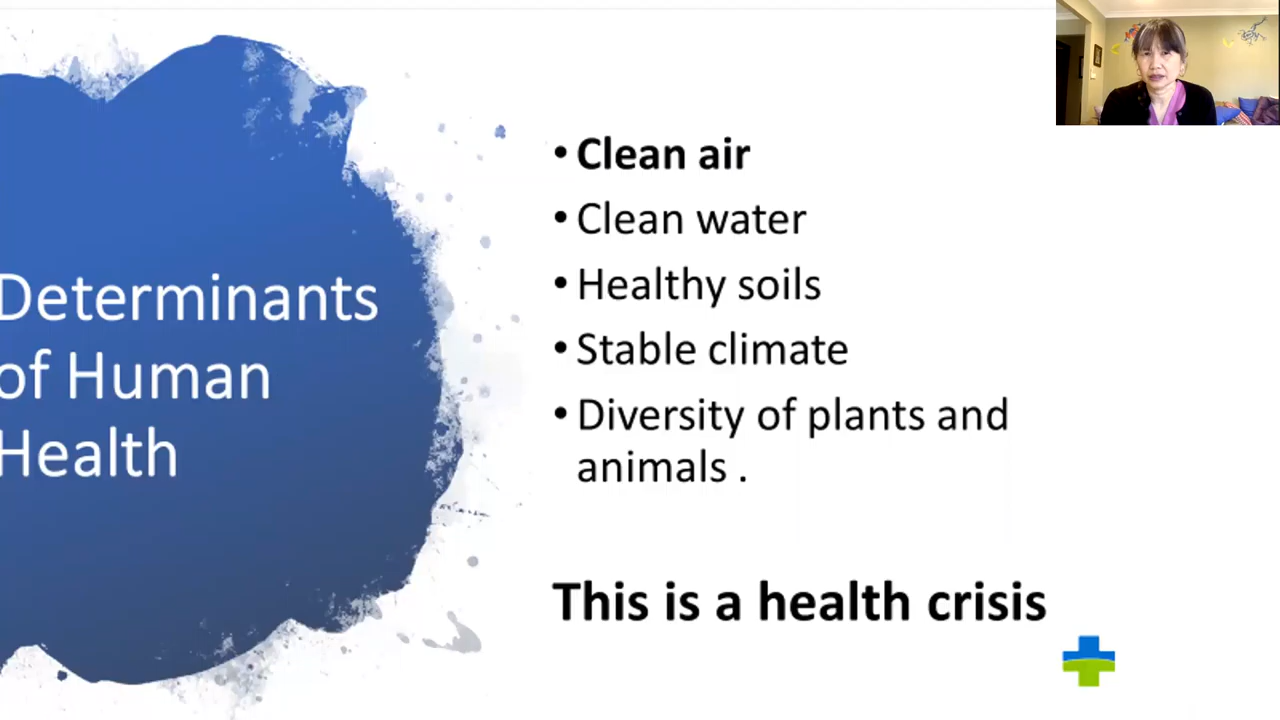 Determinants
of Human
Health
• Clean air
• Clean water
• Healthy soils
• Stable climate
• Diversity of plants and
animals .
This is a health crisis